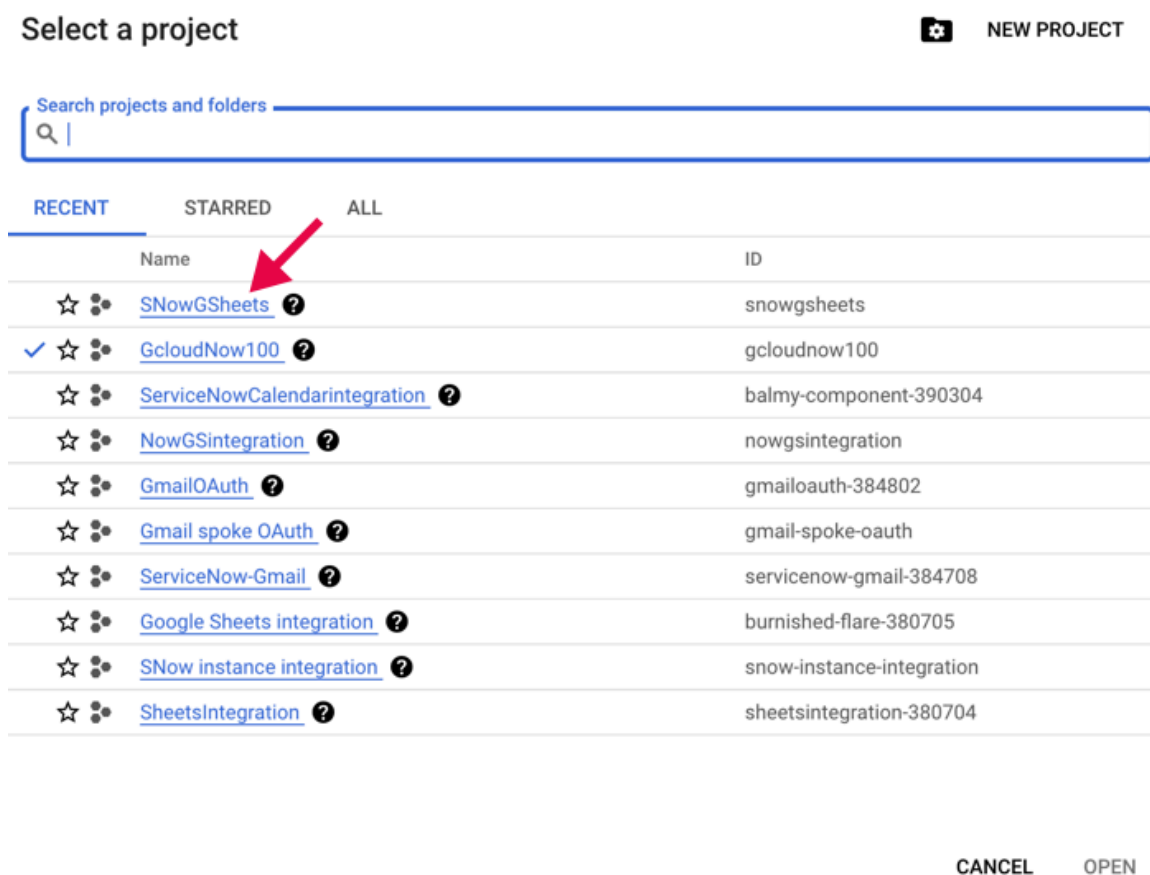 Select a project NEW PROJECT
Search projects and folders
RECENT STARRED ALL
Name ID
SNowGSheets snowgsheets
GcloudNow100 gcloudnow100
ServiceNowCalendarintegration balmy-component-390304
NowGSintegration nowgsintegration
GmailOAuth gmailoauth-384802
Gmail spoke OAuth gmail-spoke-oauth
ServiceNow-Gmail servicenow-gmail-384708
Google Sheets integration burnished-flare-380705
SNow instance integration snow-instance-integration
SheetsIntegration sheetsintegration-380704
CANCEL OPEN